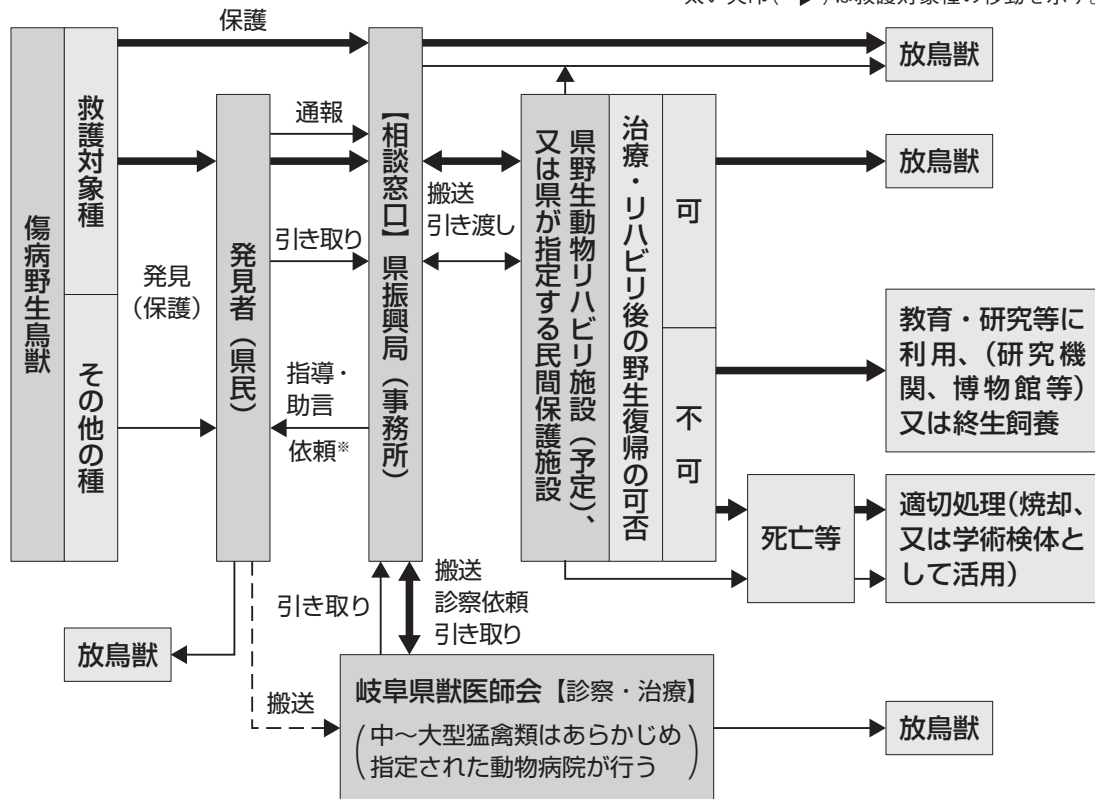 太い矢印(➡)は救護対象種の移動を示す。
保護
放鳥獣
傷病野生鳥獣
救護対象種
その他の種
発見
(保護)
発見者(県民)
通報
引き取り
指導・
助言
依頼※
【相談窓口】県振興局(事務所)
搬送
引き渡し
県野生動物リハビリ施設(予定)、
又は県が指定する民間保護施設
治療・リハビリ後の野生復帰の可否
可
不可
放鳥獣
教育・研究等に
利用、(研究機
関、博物館等)
又は終生飼養
死亡等
適切処理(焼却、
又は学術検体と
して活用)
引き取り
搬送
診察依頼
引き取り
放鳥獣
搬送
岐阜県獣医師会【診察・治療】
(中〜大型猛禽類はあらかじめ
指定された動物病院が行う)
放鳥獣